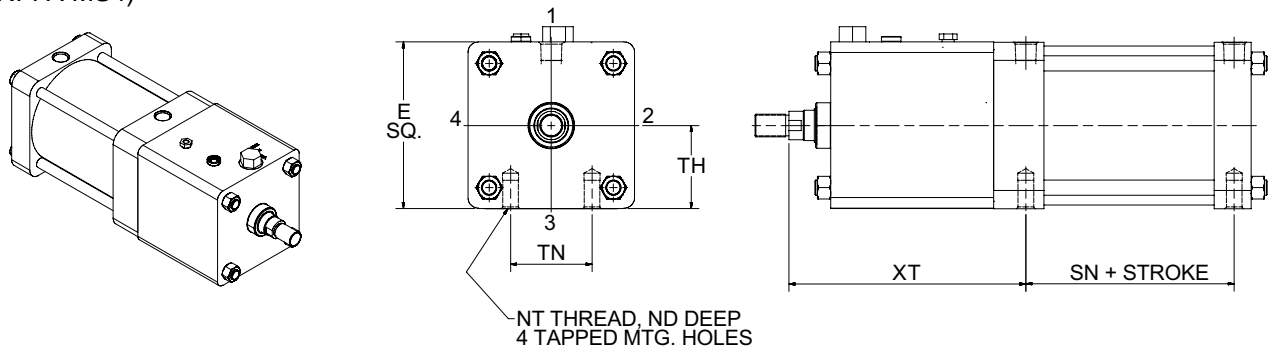 1
E
SQ.
4
2
TH
3
TN
XT
SN + STROKE
NT THREAD, ND DEEP
4 TAPPED MTG. HOLES